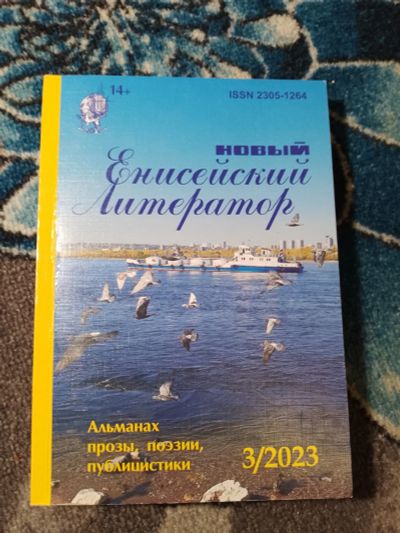 14+
ISSN 2305-1264
новый
Енисейский
Литератор
Альманах
прозы, поэзии,
публицистики
3/2023